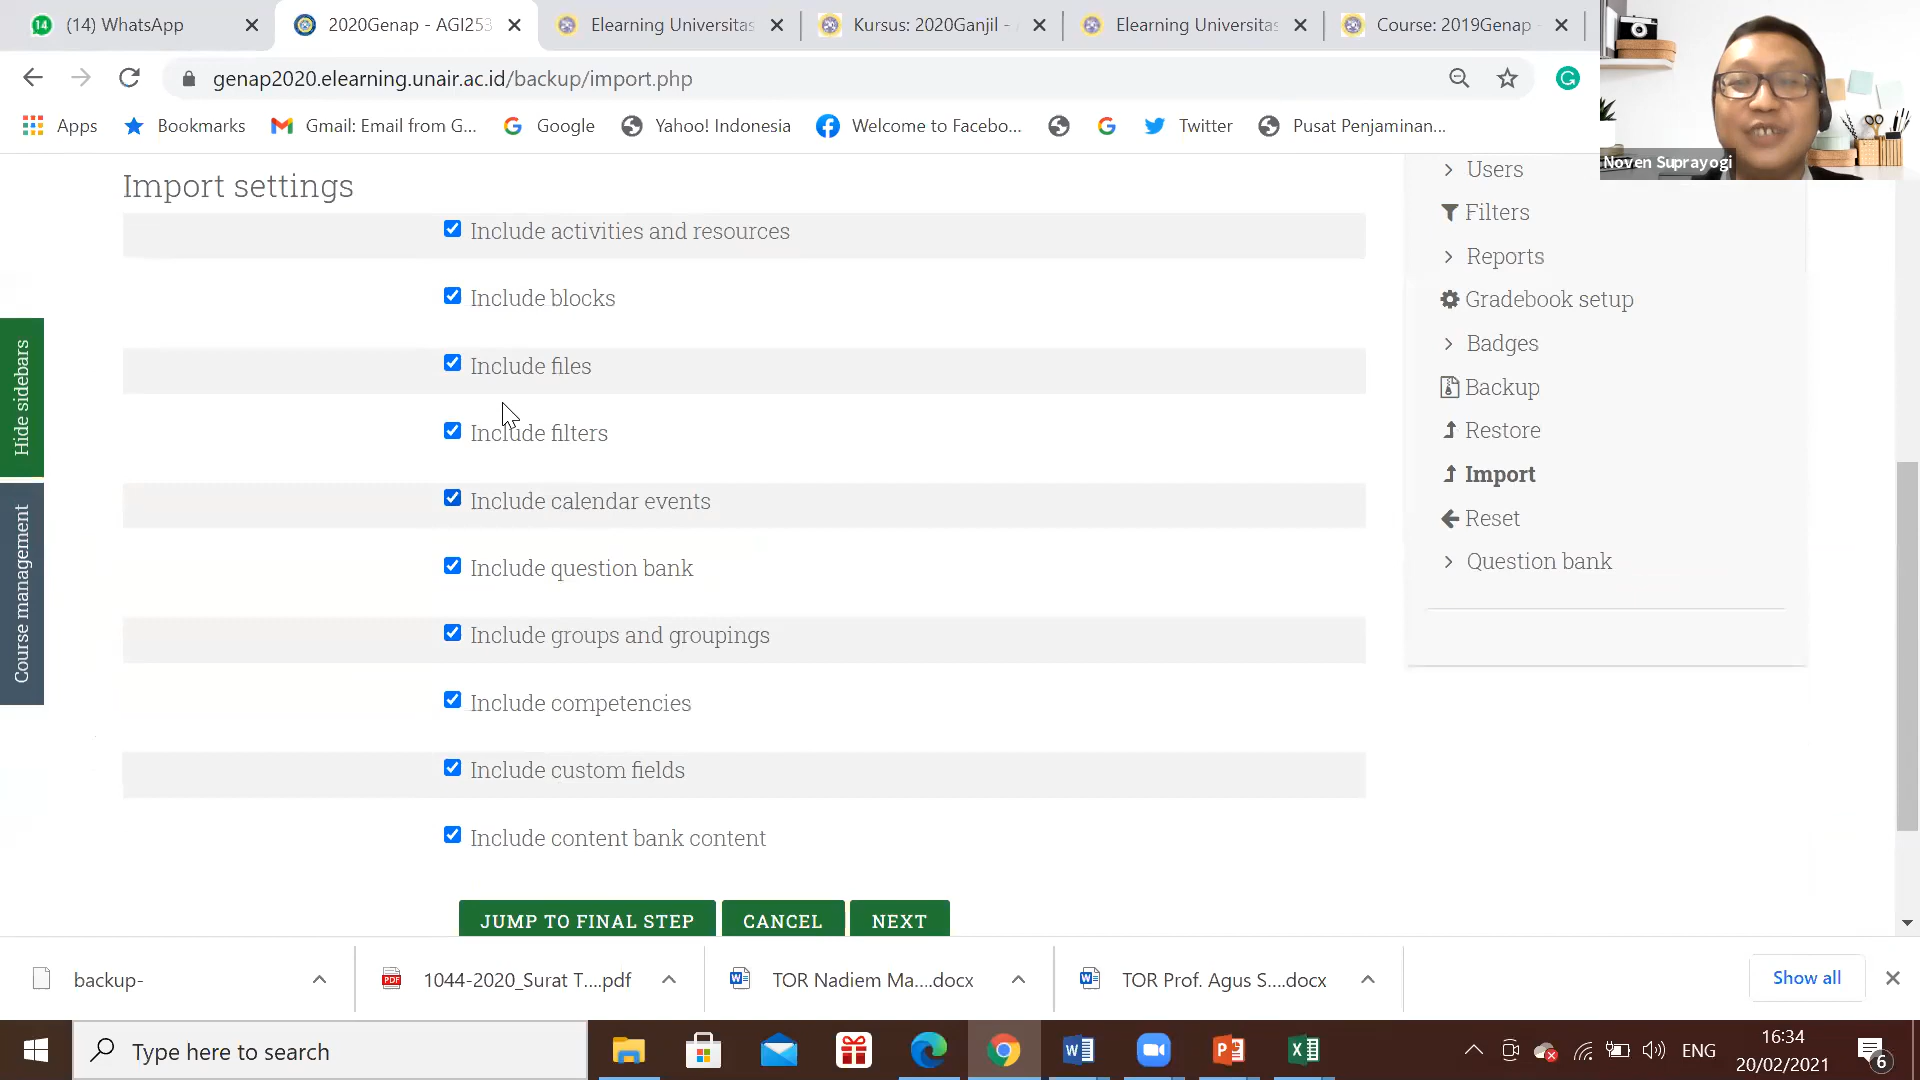 (14) WhatsApp
2020Genap - AGI253
Elearning Universitas
Kursus: 2020Ganjil -
Elearning Universitas
Course: 2019Genap -
genap2020.elearning.unair.ac.id/backup/import.php
Apps
Bookmarks
Gmail: Email from G...
Google
Yahoo! Indonesia
Welcome to Facebo...
Twitter
Pusat Penjaminan...
Noven Suprayogi
Import settings
Include activities and resources
Include blocks
Include files
Include filters
Include calendar events
Include question bank
Include groups and groupings
Include competencies
Include custom fields
Include content bank content
JUMP TO FINAL STEP
CANCEL
NEXT
Hide sidebars
Course management
Users
Filters
Reports
Gradebook setup
Badges
Backup
Restore
Import
Reset
Question bank
backup-
1044-2020_Surat T....pdf
TOR Nadiem Ma....docx
TOR Prof. Agus S....docx
Show all
Type here to search
ENG
16:34
20/02/2021
6